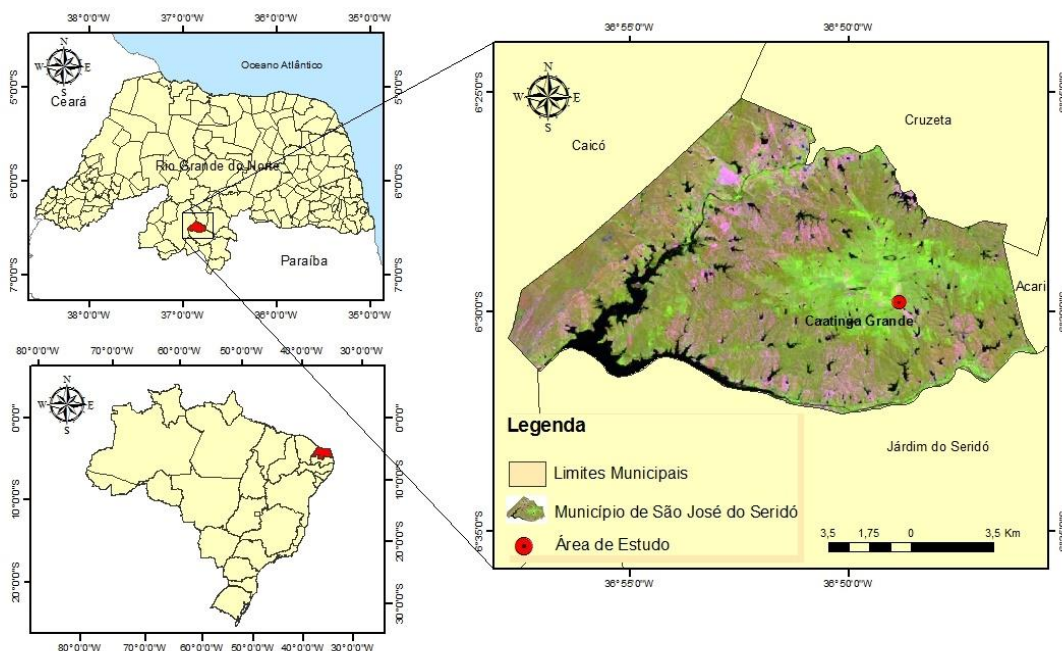 38°0'0"W 37°0'0"W 36°0'0"W 35°0'0"W
N
W E
S
Ceará
Oceano Atlântico
Rio Grande do Norte
Paraíba
5°0'0"S
6°0'0"S
7°0'0"S
5°0'0"S
6°0'0"S
7°0'0"S
38°0'0"W 37°0'0"W 36°0'0"W 35°0'0"W
80°0'0"W 70°0'0"W 60°0'0"W 50°0'0"W 40°0'0"W 30°0'0"W
N
W E
S
0°0'0"
10°0'0"S
20°0'0"S
0°0'0"
10°0'0"S
20°0'0"S
30°0'0"S
80°0'0"W 70°0'0"W 60°0'0"W 50°0'0"W 40°0'0"W 30°0'0"W
36°55'0"W 36°50'0"W
N
W E
S
6°25'0"S
6°30'0"S
6°35'0"S
Caicó
Cruzeta
Acari
Caatinga Grande
Járdim do Seridó
Legenda
Limites Municipais
Município de São José do Seridó
Área de Estudo
3,5 1,75 0 3,5 Km
36°55'0"W 36°50'0"W